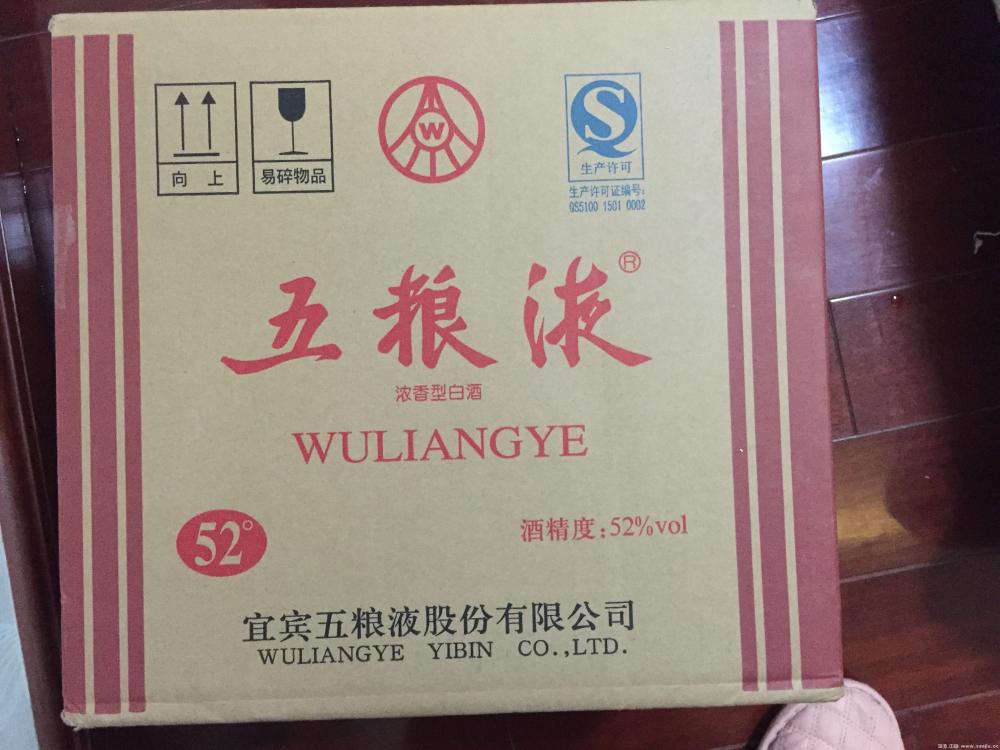 向 上
易碎物品
W
S
生产许可
生产许可证编号:
QS5100 1501 0002
五粮液®
浓香型白酒
WULIANGYE
52°
酒精度:52%vol
宜宾五粮液股份有限公司
WULIANGYE YIBIN CO.,LTD.